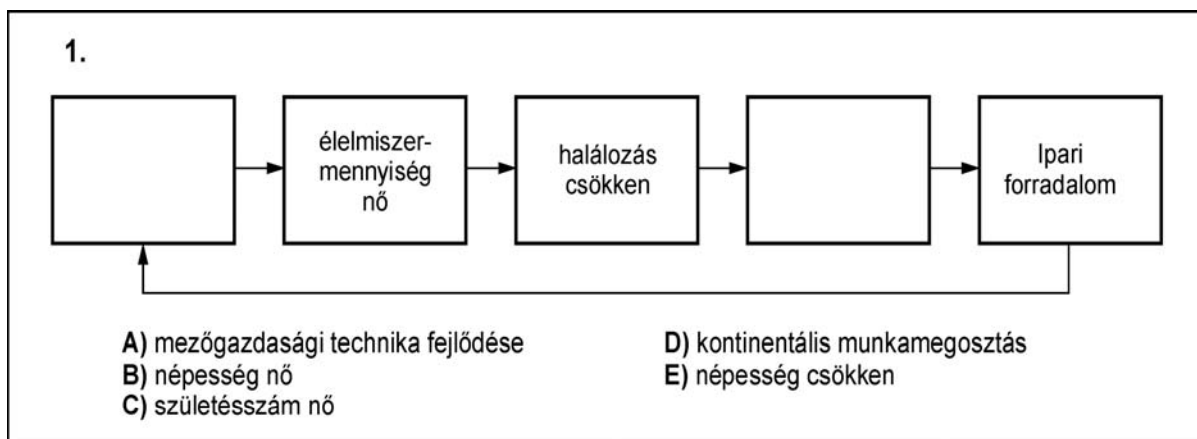 1.
élelmiszer-
mennyiség
nő
halálozás
csökken
Ipari
forradalom
A) mezőgazdasági technika fejlődése
B) népesség nő
C) születésszám nő
D) kontinentális munkamegosztás
E) népesség csökken